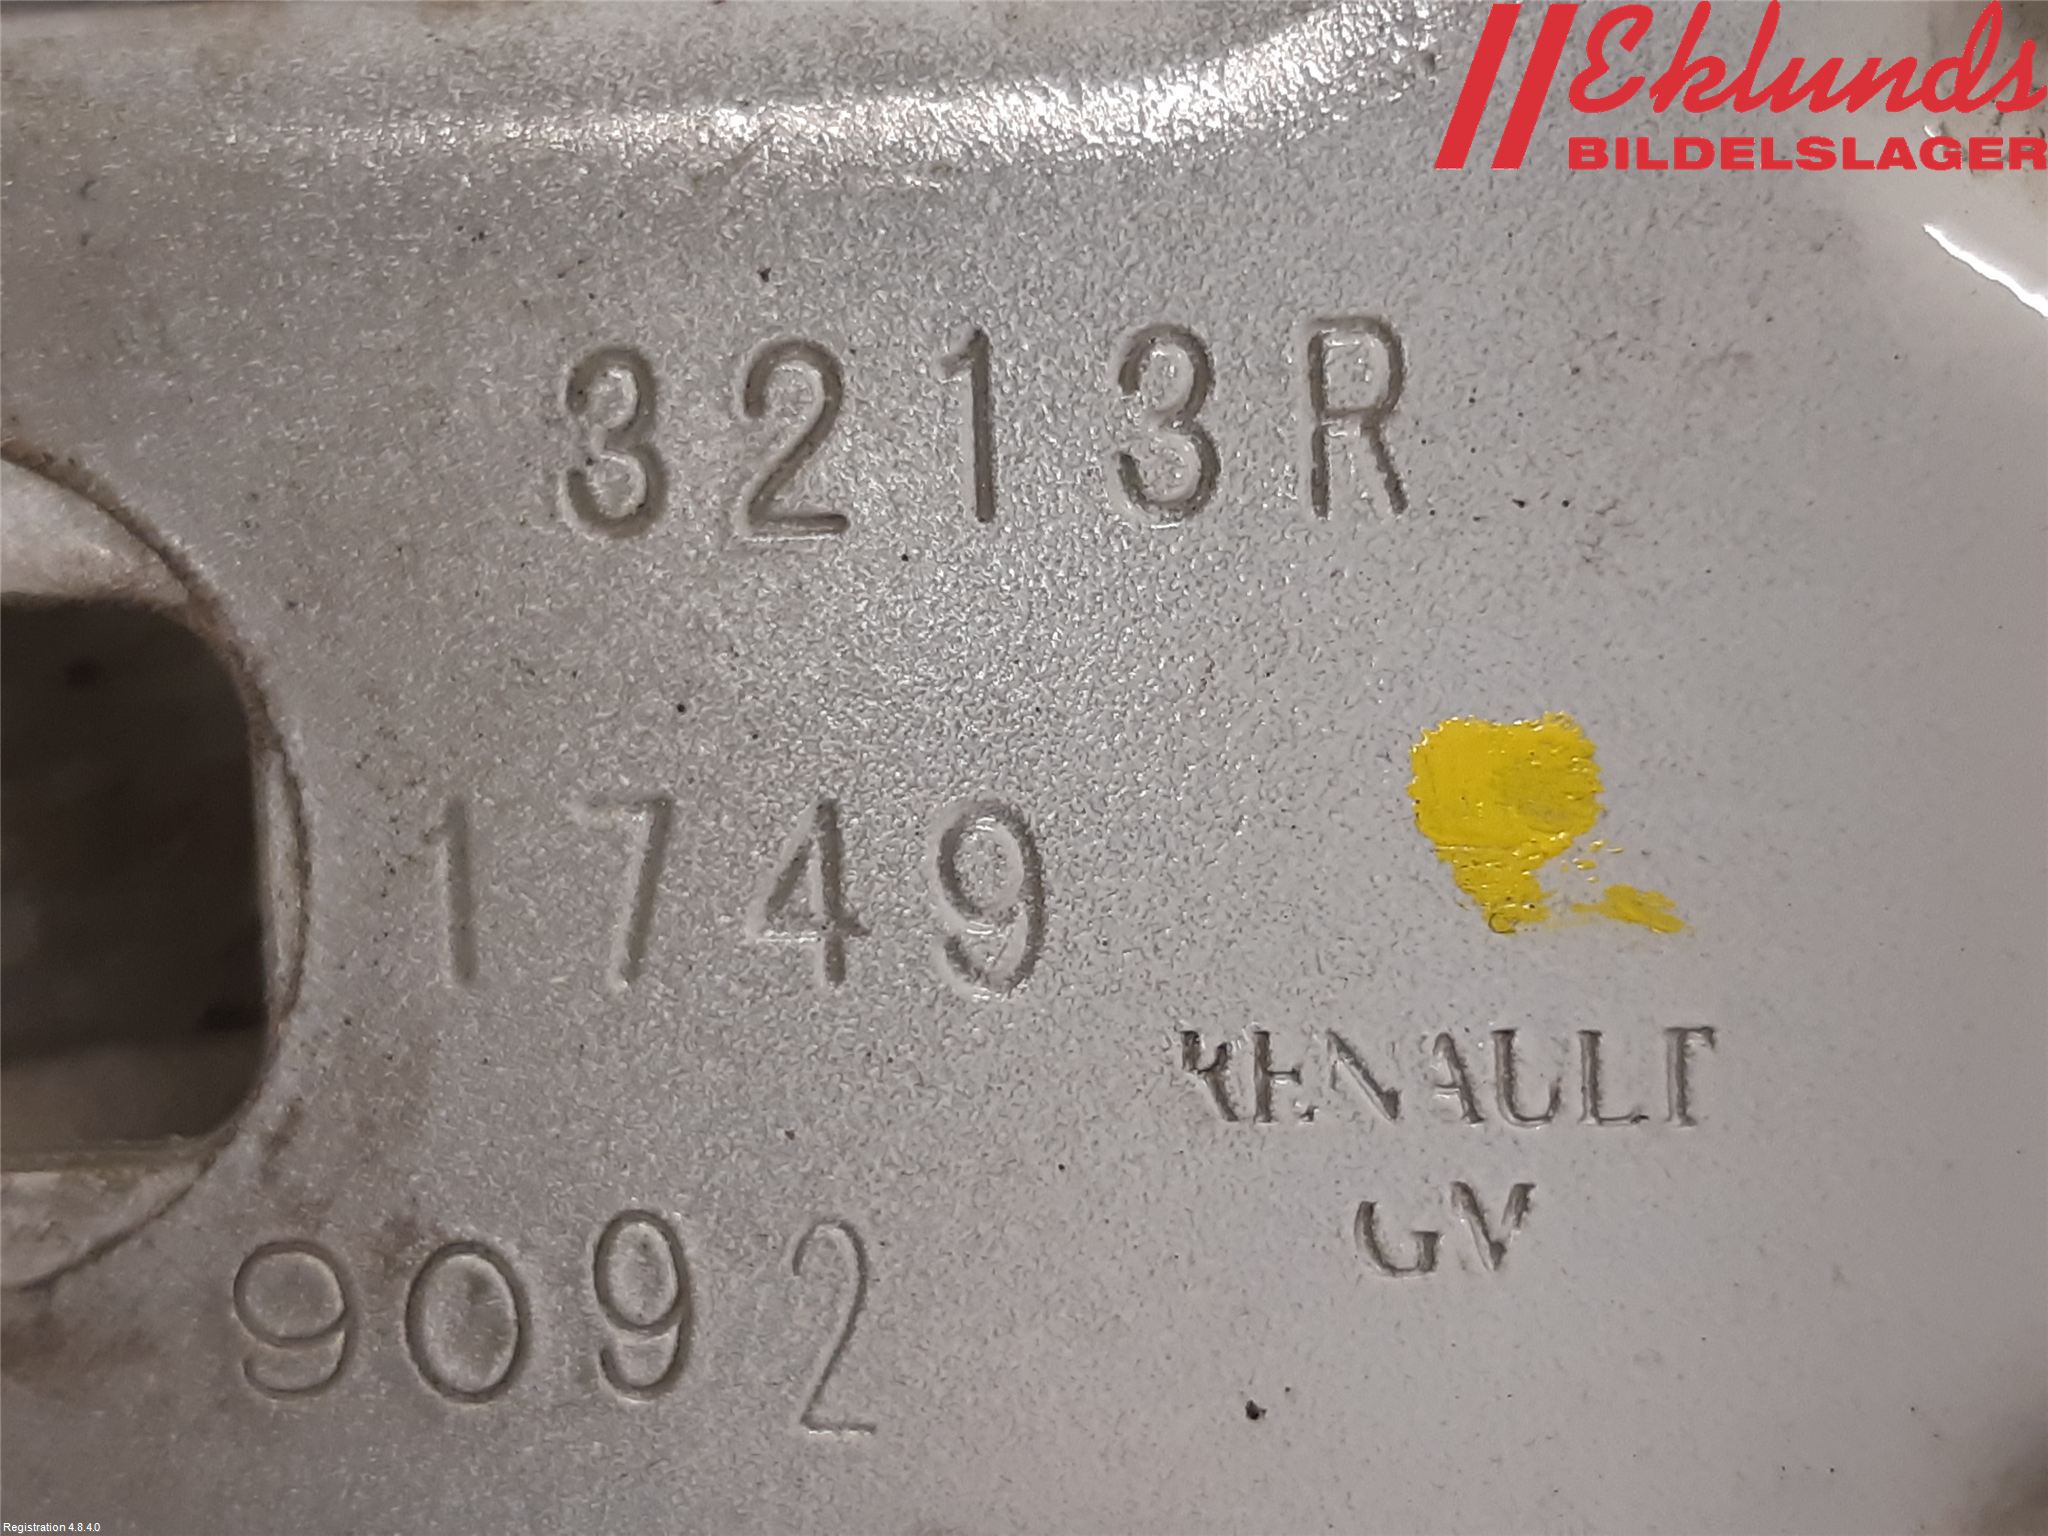 Eklunds
BILDELSLAGER
3213R
1749
RENAULT
GV
9092
Registration 4.8.4.0